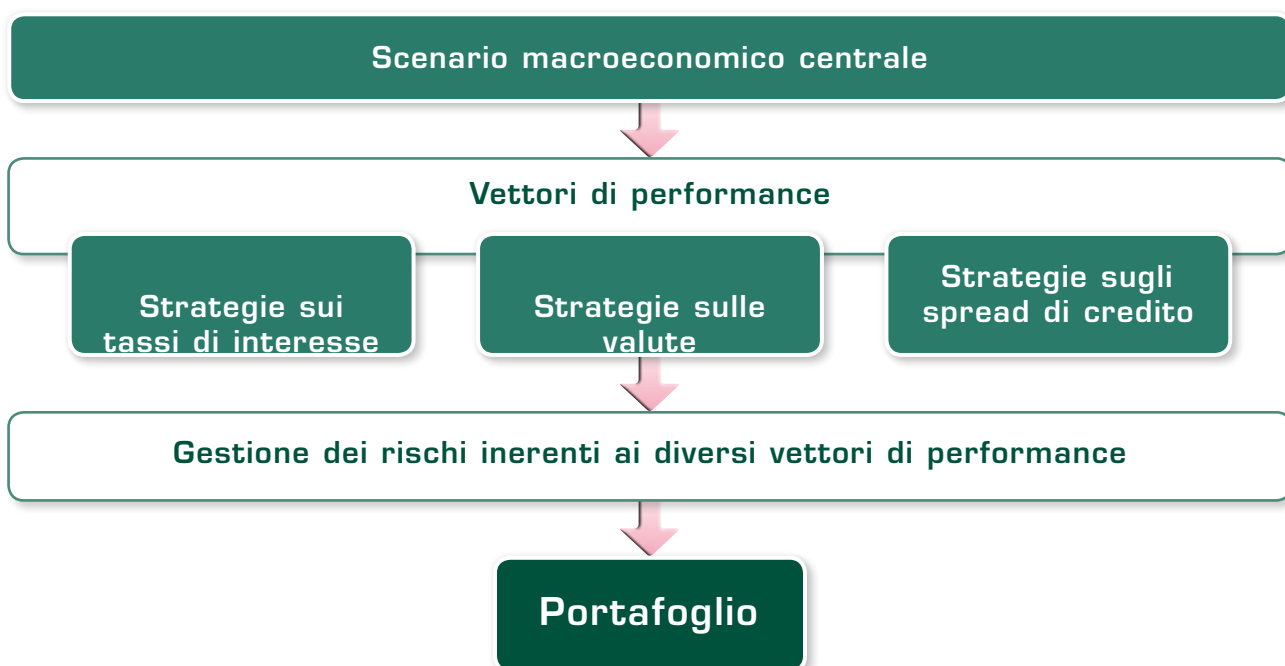 Scenario macroeconomico centrale
Vettori di performance
Strategie sui
tassi di interesse
Strategie sulle
valute
Strategie sugli
spread di credito
Gestione dei rischi inerenti ai diversi vettori di performance
Portafoglio